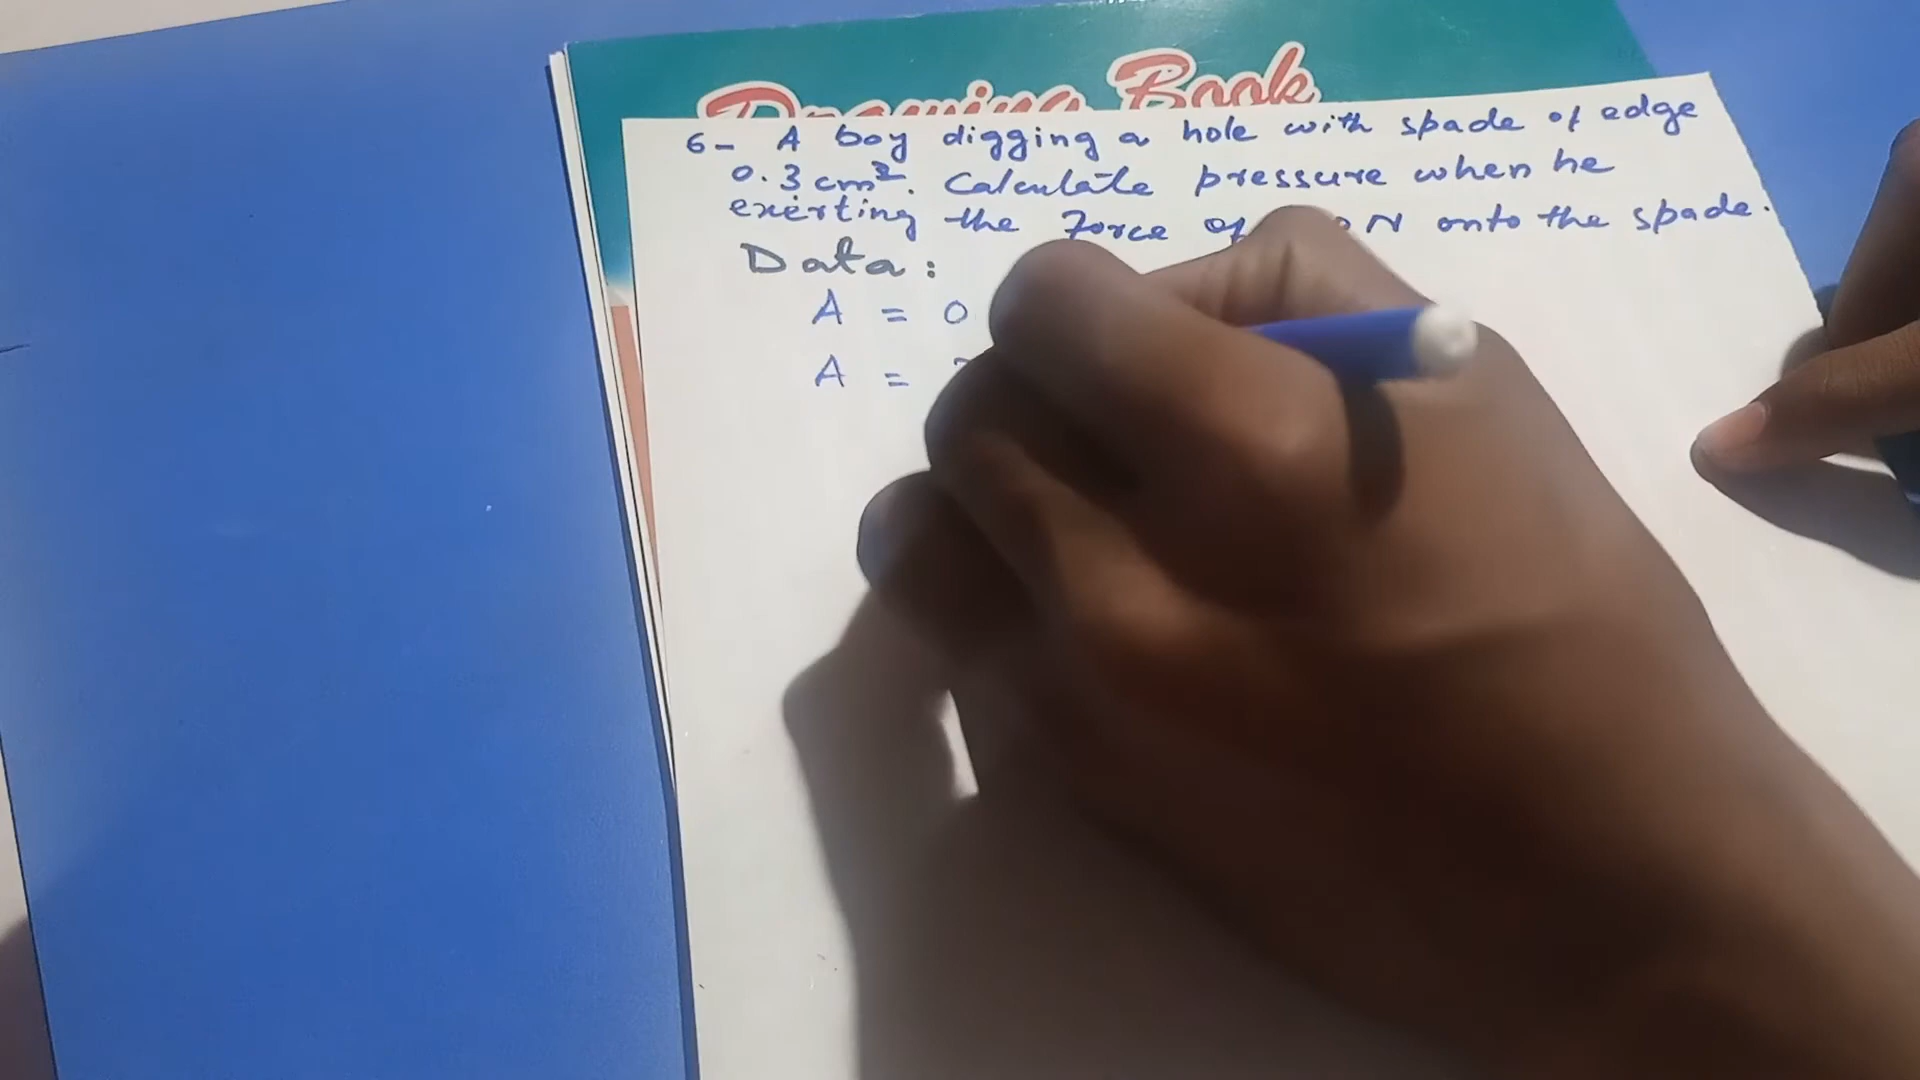 Drawing Book
6- A boy digging a hole with spade of edge
0.3 cm². Calculate pressure when he
exerting the Force of N onto the spade.
Data:
A = 0
A =